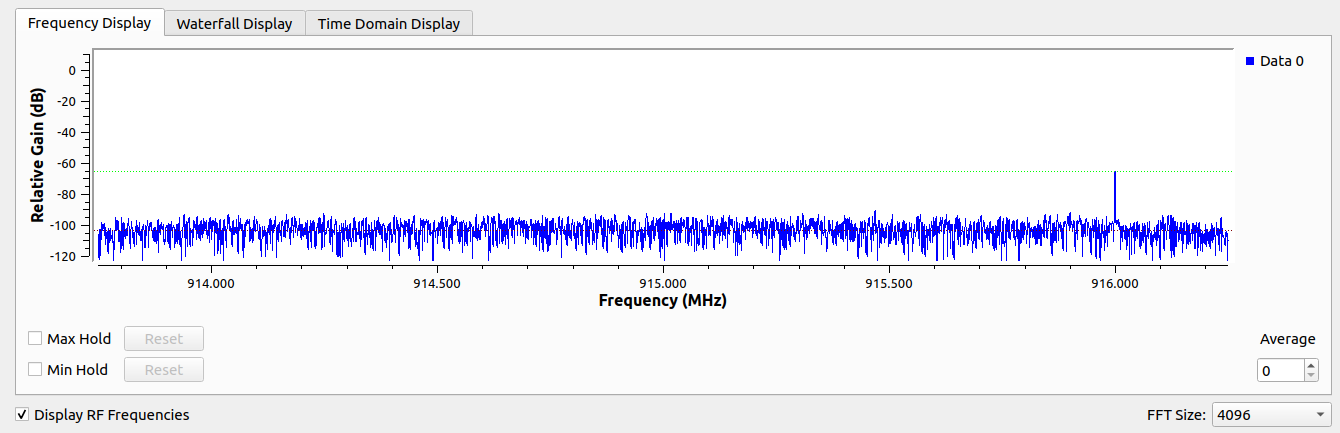 Frequency Display Waterfall Display Time Domain Display
Data 0
Relative Gain (dB)
0
-20
-40
-60
-80
-100
-120
914.000 914.500 915.000 915.500 916.000
Frequency (MHz)
Max Hold Reset Average
Min Hold Reset 0
Display RF Frequencies FFT Size: 4096